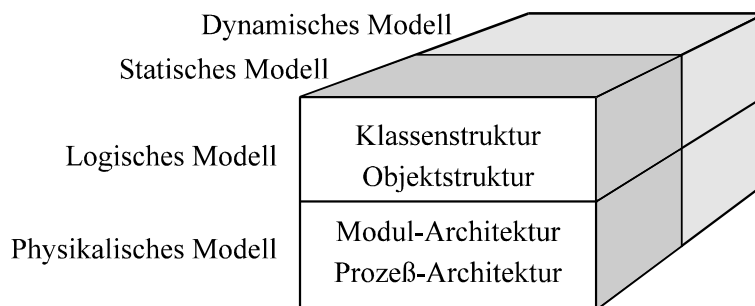 Dynamisches Modell
Statisches Modell
Logisches Modell
Klassenstruktur
Objektstruktur
Physikalisches Modell
Modul-Architektur
Prozeß-Architektur